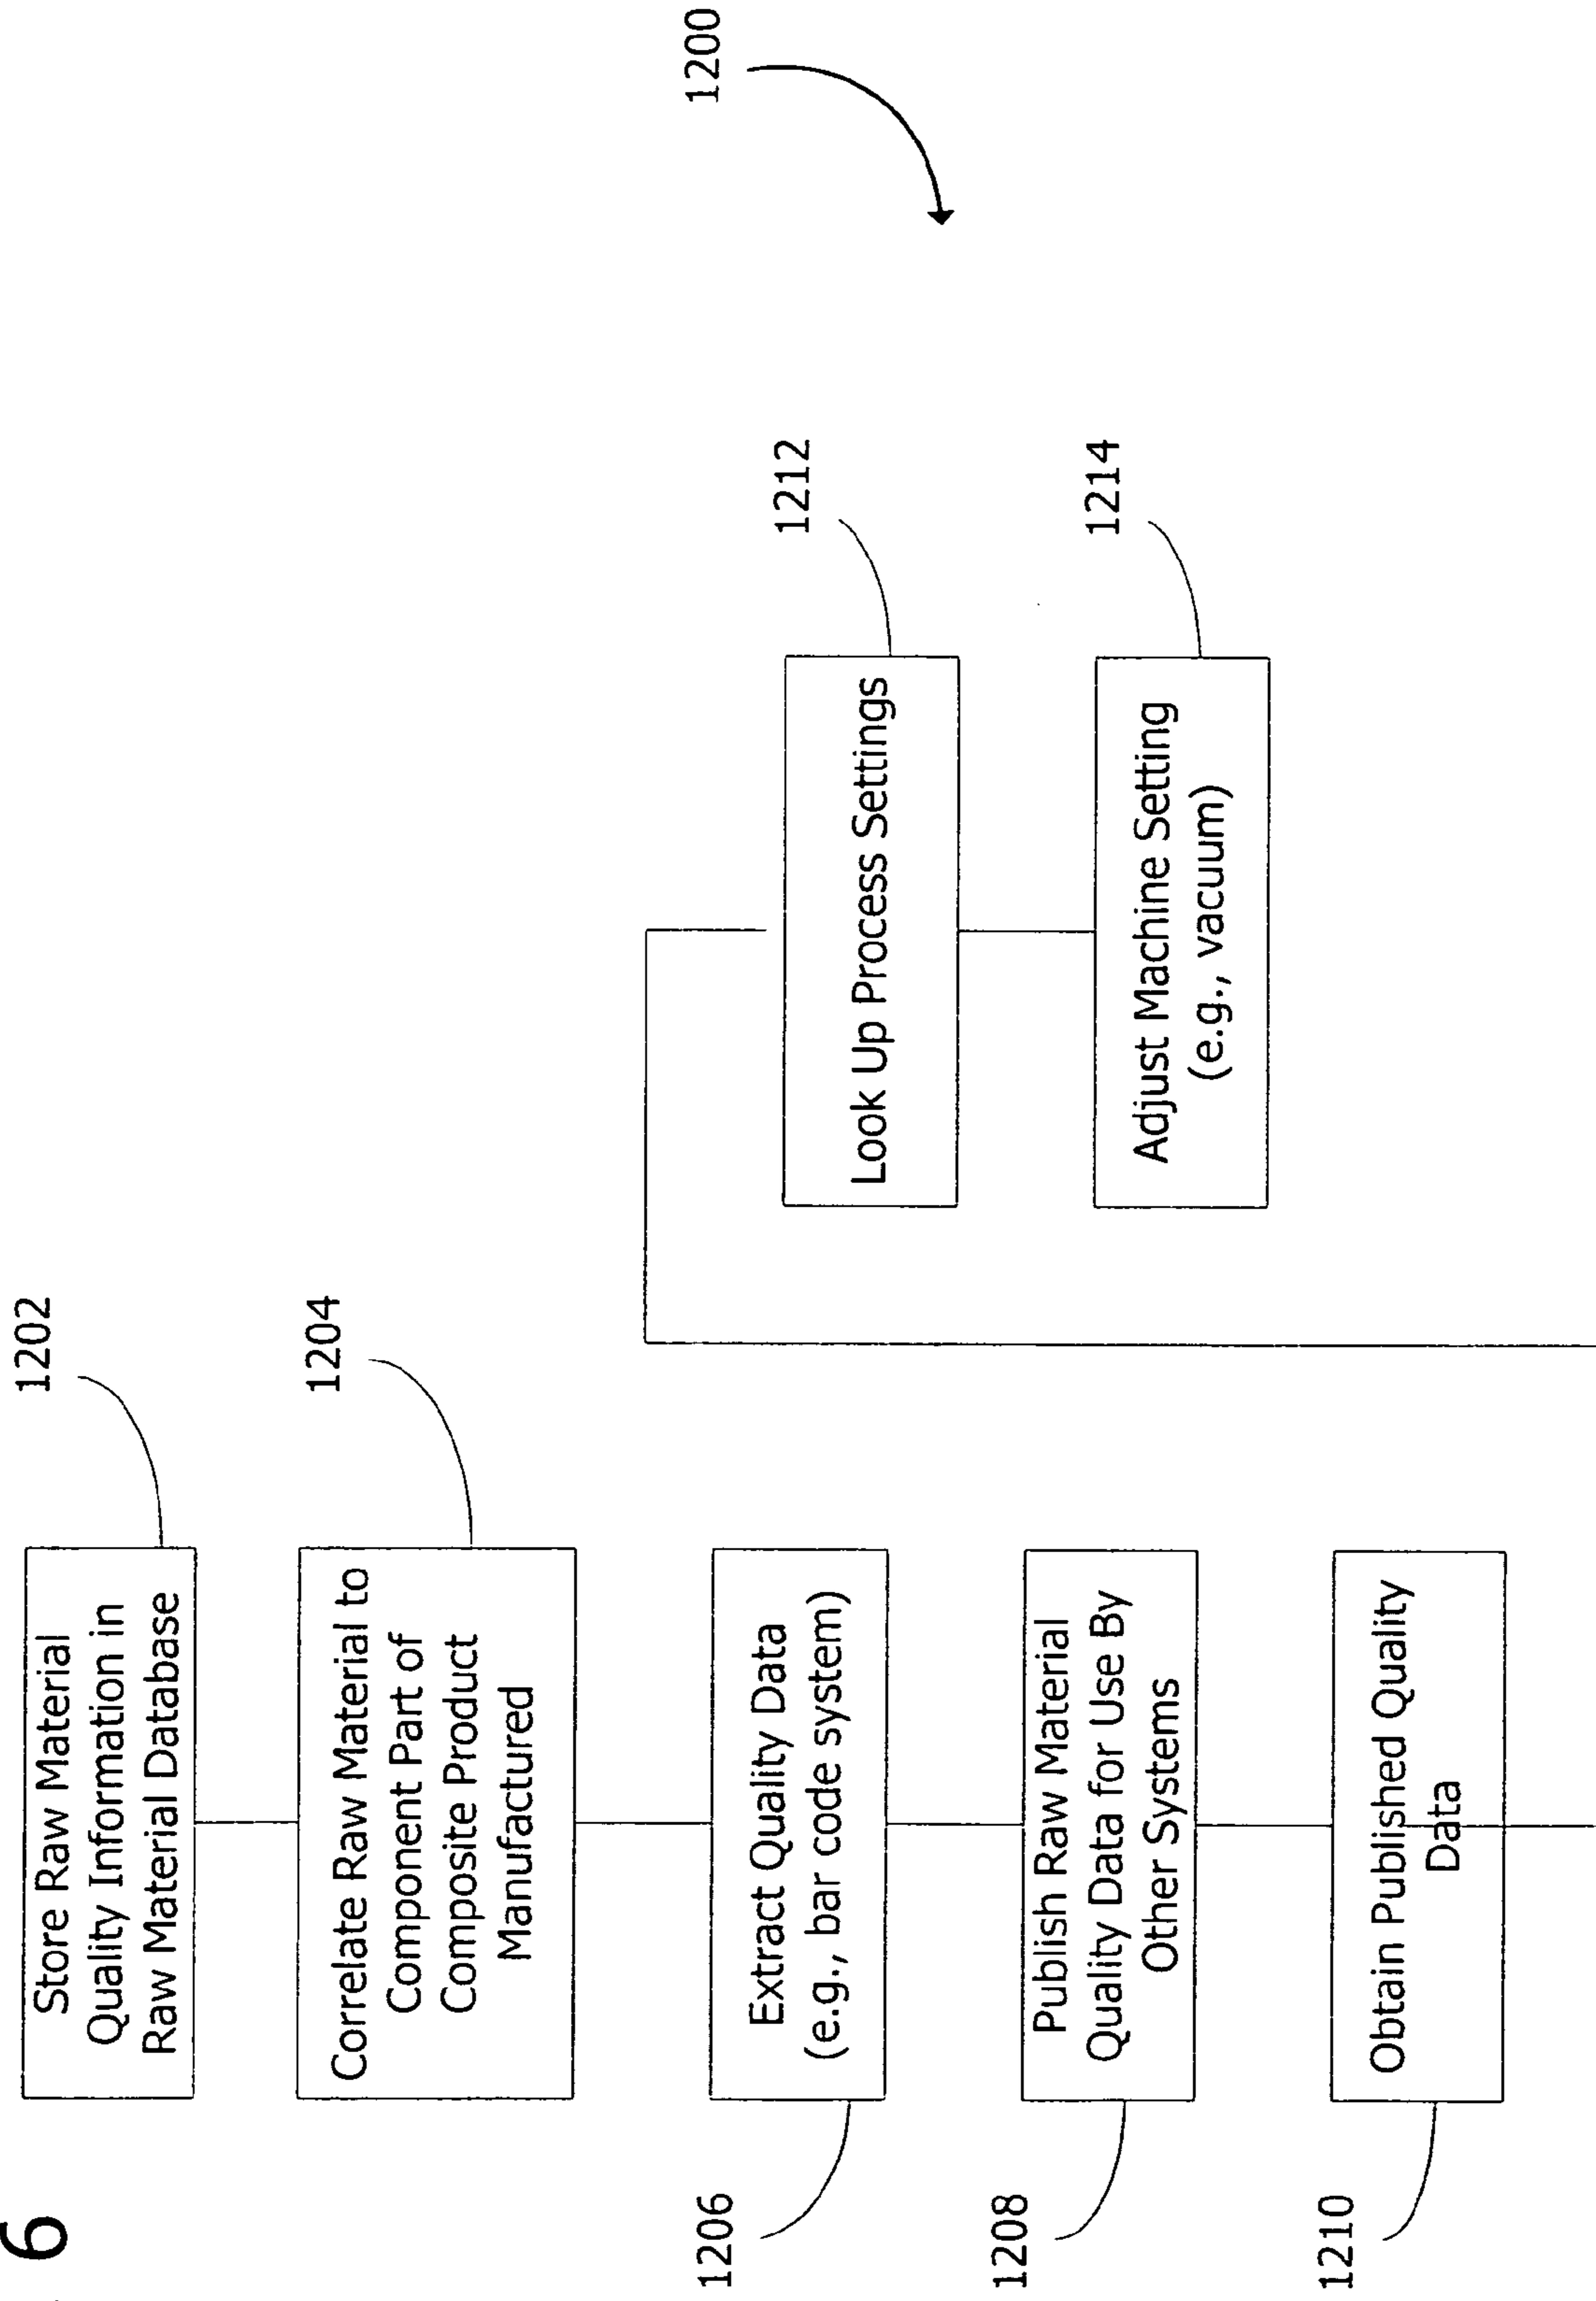 6
1202
Store Raw Material
Quality Information in
Raw Material Database
1204
Correlate Raw Material to
Component Part of
Composite Product
Manufactured
1206
Extract Quality Data
(e.g., bar code system)
1208
Publish Raw Material
Quality Data for Use By
Other Systems
1210
Obtain Published Quality
Data
1200
1212
Look Up Process Settings
1214
Adjust Machine Setting
(e.g., vacuum)